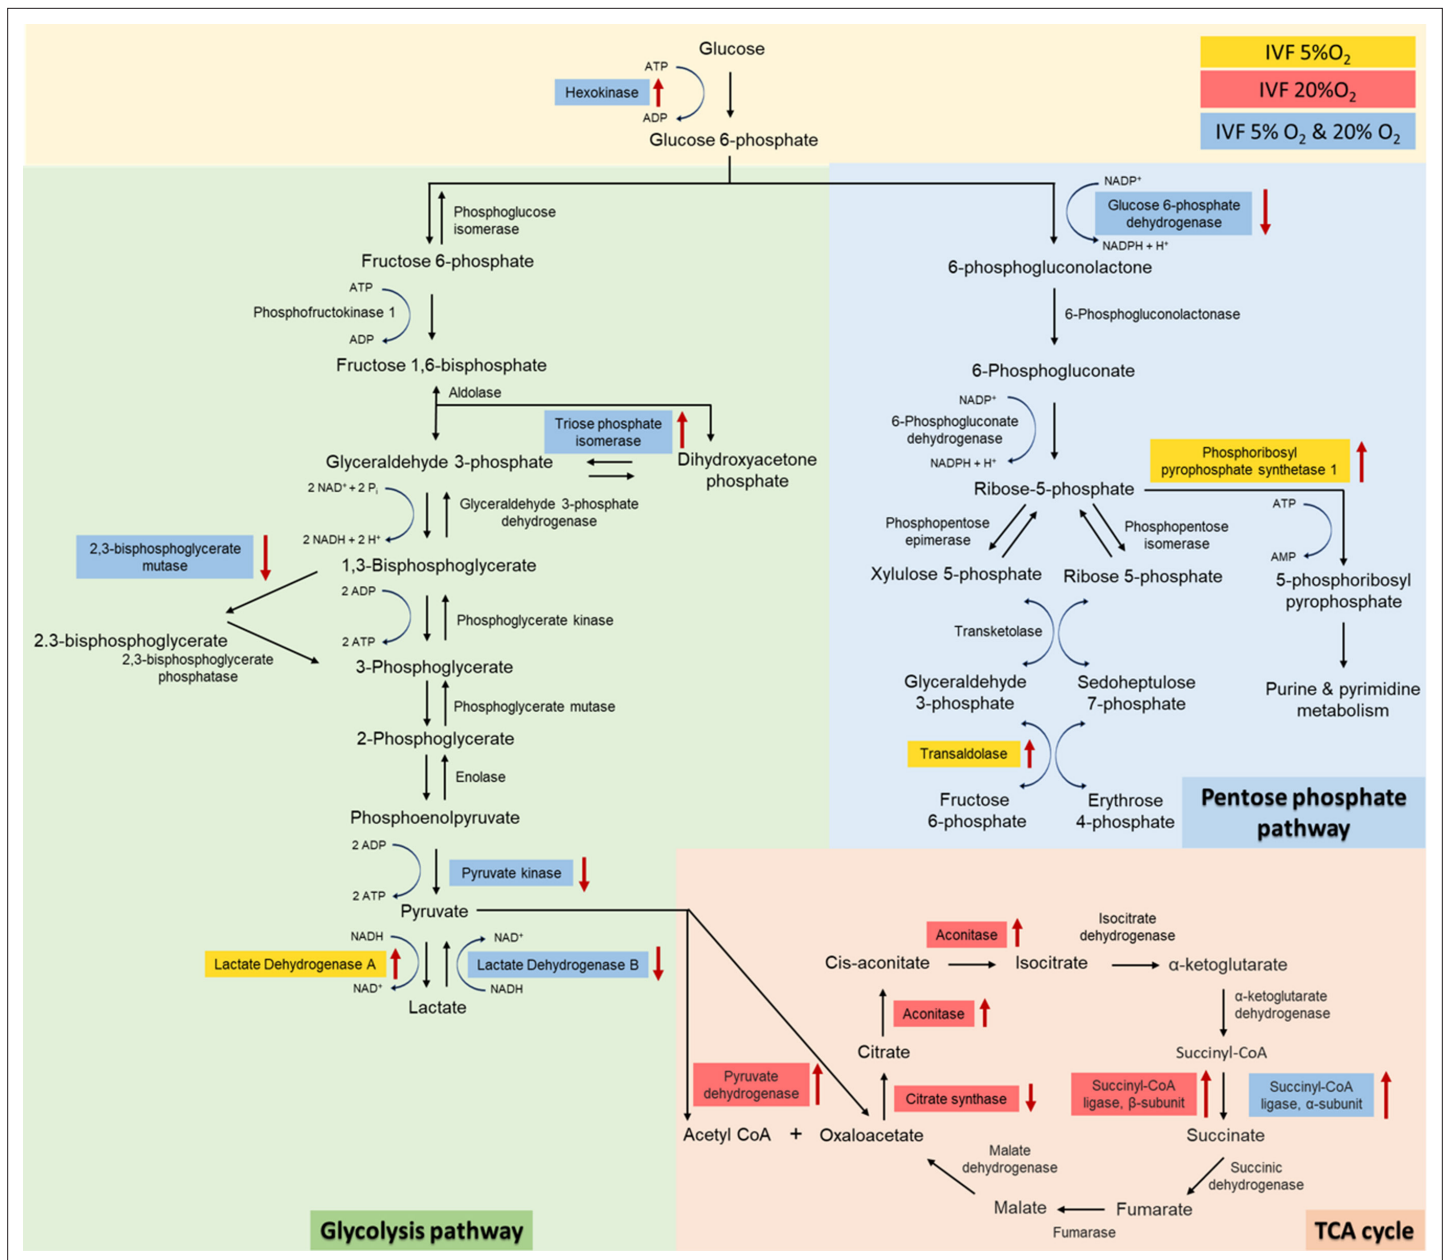 Glucose
ATP
Hexokinase
ADP
Glucose 6-phosphate
IVF 5%O₂
IVF 20%O₂
IVF 5% O₂ & 20% O₂
Phosphoglucose
isomerase
Fructose 6-phosphate
ATP
Phosphofructokinase 1
ADP
Fructose 1,6-bisphosphate
Aldolase
Triose phosphate
isomerase
Glyceraldehyde 3-phosphate
Dihydroxyacetone
phosphate
2 NAD⁺ + 2 Pᵢ
Glyceraldehyde 3-phosphate
dehydrogenase
2 NADH + 2 H⁺
2,3-bisphosphoglycerate
mutase
1,3-Bisphosphoglycerate
2 ADP
Phosphoglycerate kinase
2 ATP
2.3-bisphosphoglycerate
2,3-bisphosphoglycerate
phosphatase
3-Phosphoglycerate
Phosphoglycerate mutase
2-Phosphoglycerate
Enolase
Phosphoenolpyruvate
2 ADP
Pyruvate kinase
2 ATP
Pyruvate
NADH
Lactate Dehydrogenase A
NAD⁺
NAD⁺
Lactate Dehydrogenase B
NADH
Lactate
Glycolysis pathway
NADP⁺
Glucose 6-phosphate
dehydrogenase
NADPH + H⁺
6-phosphogluconolactone
6-Phosphogluconolactonase
6-Phosphogluconate
NADP⁺
6-Phosphogluconate
dehydrogenase
NADPH + H⁺
Phosphoribosyl
pyrophosphate synthetase 1
Ribose-5-phosphate
ATP
AMP
Phosphopentose
epimerase
Phosphopentose
isomerase
Xylulose 5-phosphate
Ribose 5-phosphate
5-phosphoribosyl
pyrophosphate
Transketolase
Glyceraldehyde
3-phosphate
Sedoheptulose
7-phosphate
Purine & pyrimidine
metabolism
Transaldolase
Fructose
6-phosphate
Erythrose
4-phosphate
Pentose phosphate
pathway
Aconitase
Isocitrate
dehydrogenase
Cis-aconitate
Isocitrate
α-ketoglutarate
Aconitase
α-ketoglutarate
dehydrogenase
Citrate
Succinyl-CoA
Pyruvate
dehydrogenase
Citrate synthase
Succinyl-CoA
ligase, β-subunit
Succinyl-CoA
ligase, α-subunit
Acetyl CoA + Oxaloacetate
Succinate
Malate
dehydrogenase
Succinic
dehydrogenase
Malate
Fumarate
Fumarase
TCA cycle